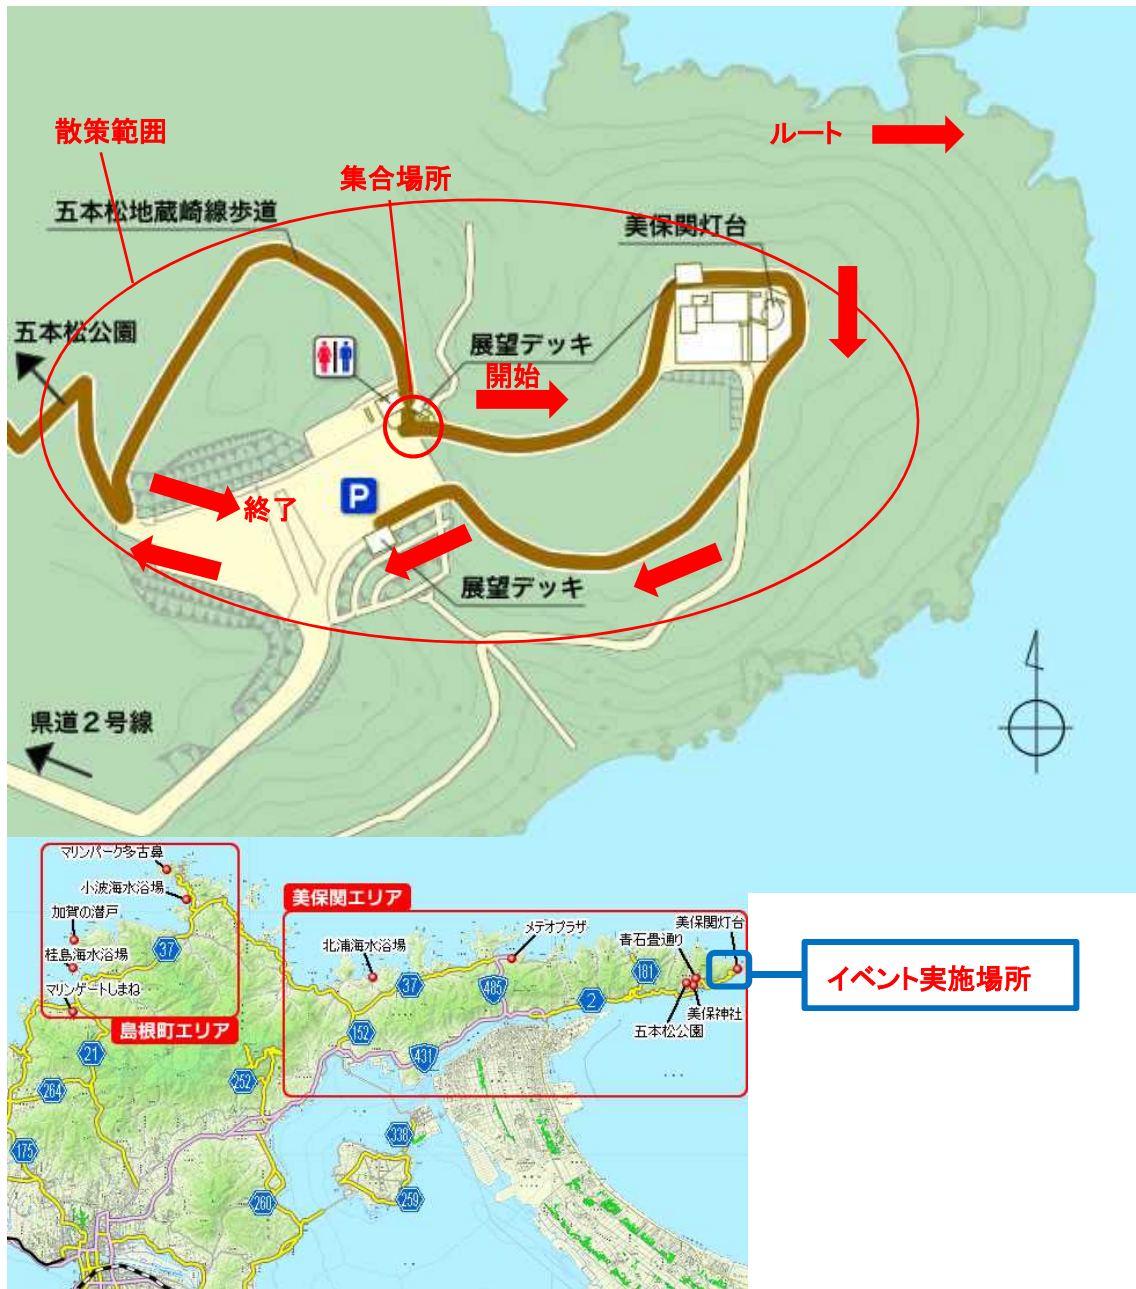 散策範囲
ルート
集合場所
五本松地蔵崎線歩道
美保関灯台
五本松公園
展望デッキ
開始
P
終了
展望デッキ
県道2号線
マリンパーク多古鼻
小波海水浴場
加賀の潜戸
桂島海水浴場
マリンゲートしまね
37
島根町エリア
美保関エリア
北浦海水浴場
メテオプラザ
青石畳通り
美保関灯台
181
37
485
2
美保神社
五本松公園
イベント実施場所
152
431
21
252
264
338
175
260
259